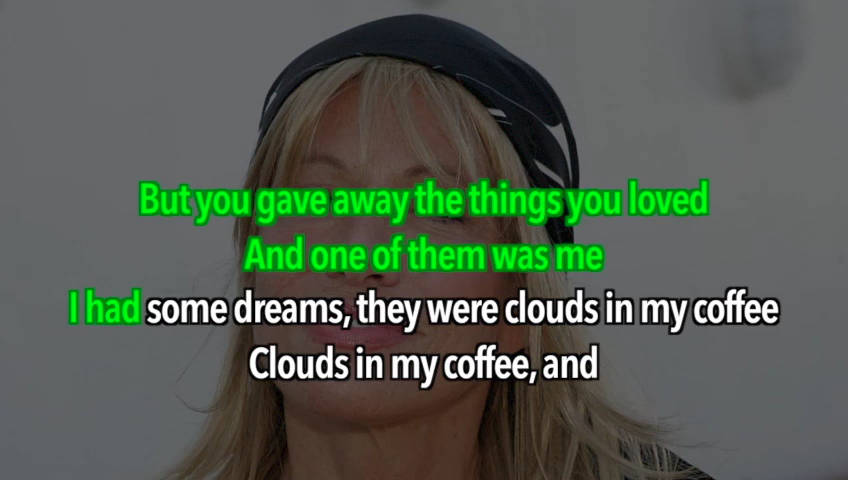 But you gave away the things you loved
And one of them was me
I had some dreams, they were clouds in my coffee
Clouds in my coffee, and